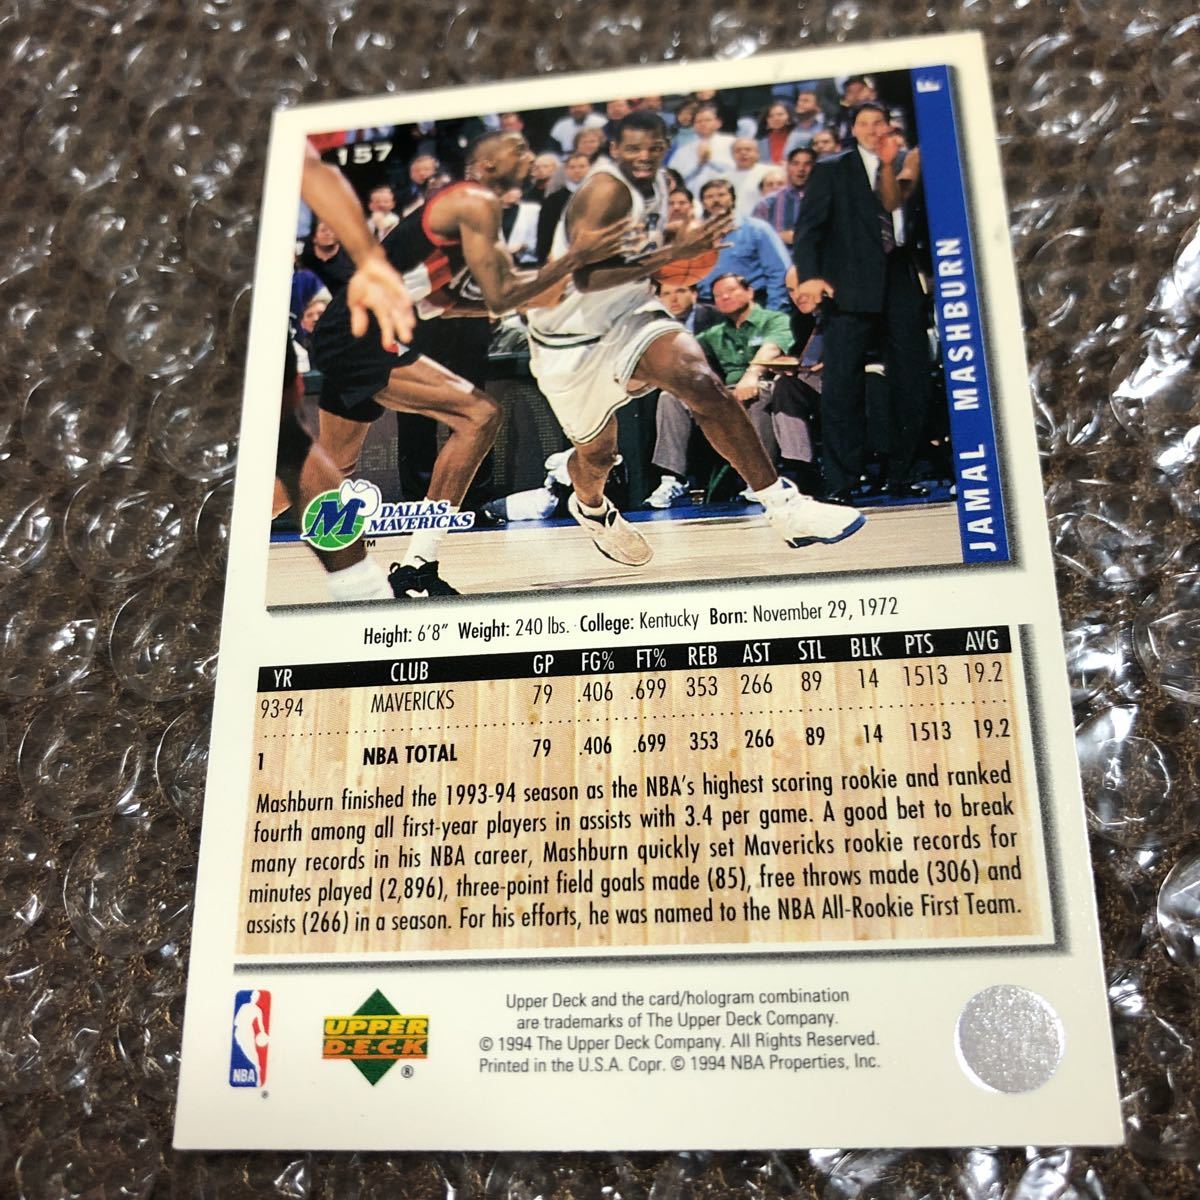 157
F
JAMAL MASHBURN
M
DALLAS
MAVERICKS
TM
Height: 6'8" Weight: 240 lbs. College: Kentucky Born: November 29, 1972
YR CLUB GP FG% FT% REB AST STL BLK PTS AVG
93-94 MAVERICKS 79 .406 .699 353 266 89 14 1513 19.2
1 NBA TOTAL 79 .406 .699 353 266 89 14 1513 19.2
Mashburn finished the 1993-94 season as the NBA's highest scoring rookie and ranked
fourth among all first-year players in assists with 3.4 per game. A good bet to break
many records in his NBA career, Mashburn quickly set Mavericks rookie records for
minutes played (2,896), three-point field goals made (85), free throws made (306) and
assists (266) in a season. For his efforts, he was named to the NBA All-Rookie First Team.
NBA
®
UPPER
D·E·C·K
®
Upper Deck and the card/hologram combination
are trademarks of The Upper Deck Company.
© 1994 The Upper Deck Company. All Rights Reserved.
Printed in the U.S.A. Copr. © 1994 NBA Properties, Inc.